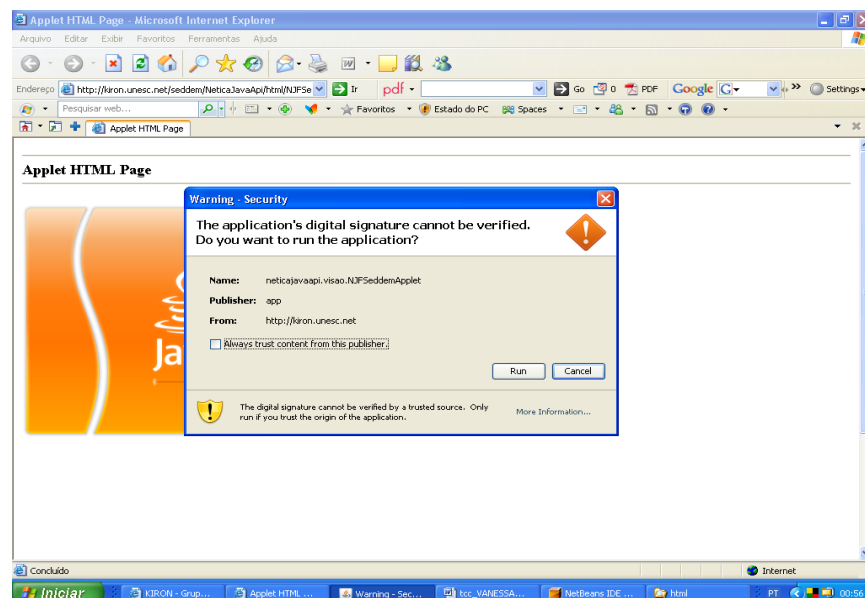 Applet HTML Page - Microsoft Internet Explorer
Arquivo Editar Exibir Favoritos Ferramentas Ajuda
Endereço http://kiron.unesc.net/seddem/NeticaJavaApi/html/NJFSe Ir pdf Go 0 PDF Google G Settings
Pesquisar web... Favoritos Estado do PC Spaces
Applet HTML Page
Applet HTML Page
Warning - Security
The application's digital signature cannot be verified.
Do you want to run the application?
Name: neticajavaapi.visao.NJFSeddemApplet
Publisher: app
From: http://kiron.unesc.net
Always trust content from this publisher.
Ja
Run Cancel
The digital signature cannot be verified by a trusted source. Only
run if you trust the origin of the application.
More Information...
Concluído Internet
Iniciar KIRON - Grup... Applet HTML ... Warning - Sec... tcc_VANESSA... NetBeans IDE ... html PT 00:56